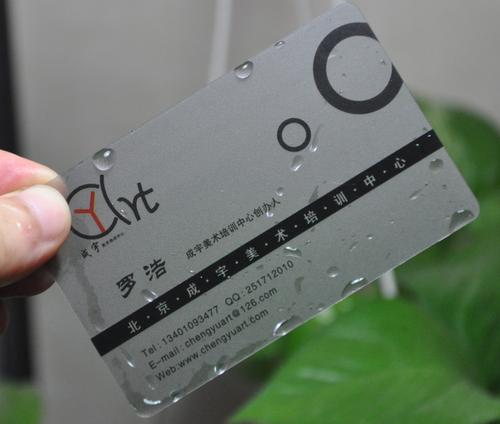 成宇
罗浩
成宇美术培训中心创办人
北·京·成·宇·美·术·培·训·中·心
Tel: 13401093477 QQ: 251712010
E-mail: chengyuart@126.com
Web:www.chengyuart.com